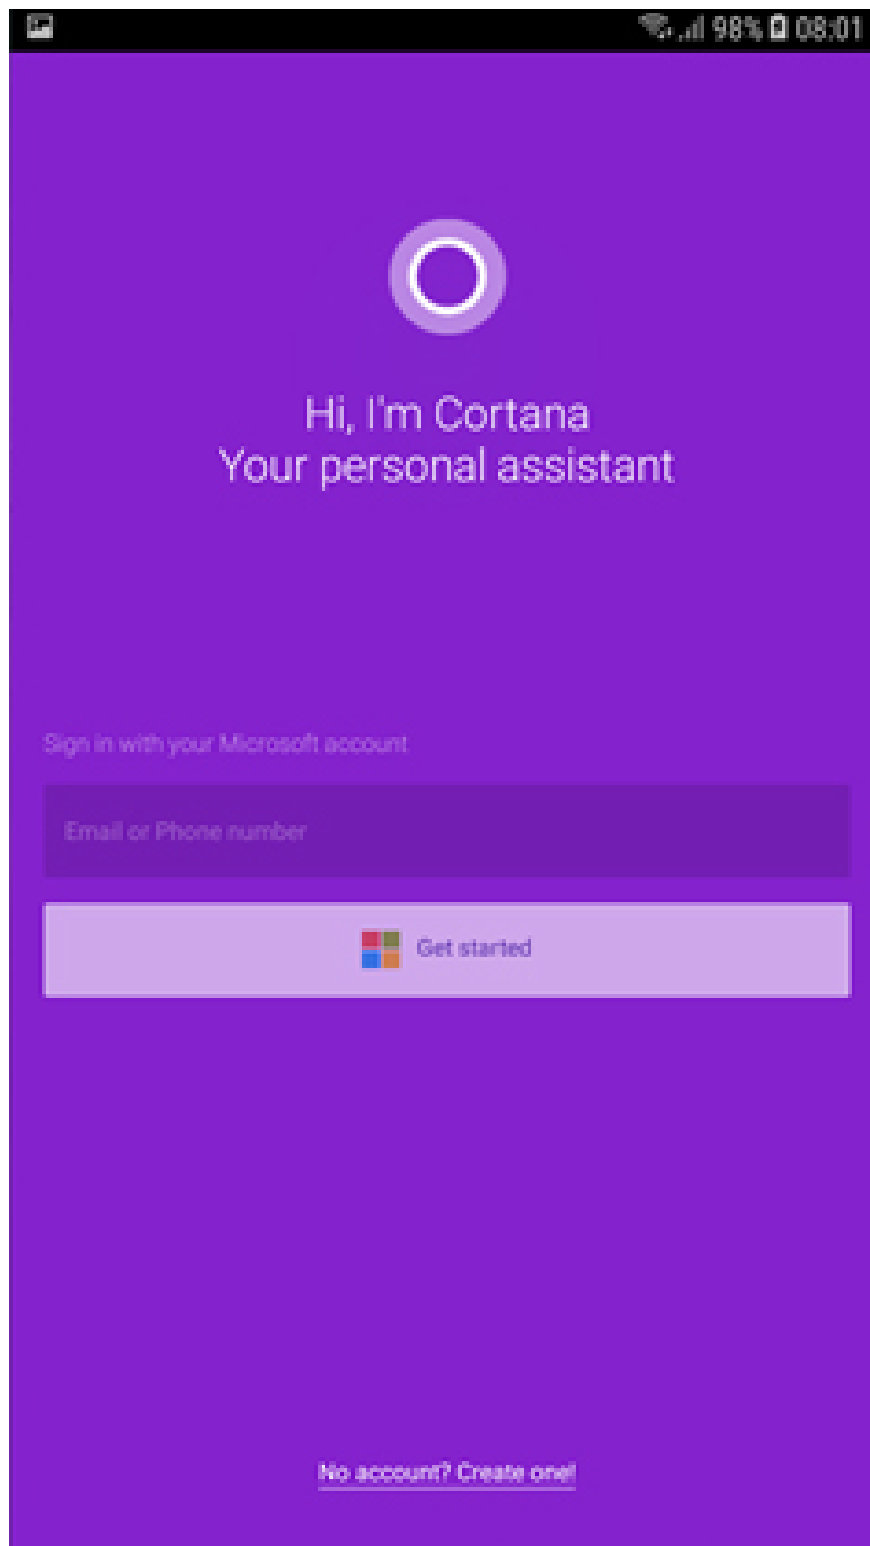 98% 08:01
Hi, I'm Cortana
Your personal assistant
Sign in with your Microsoft account
Email or Phone number
Get started
No account? Create one!